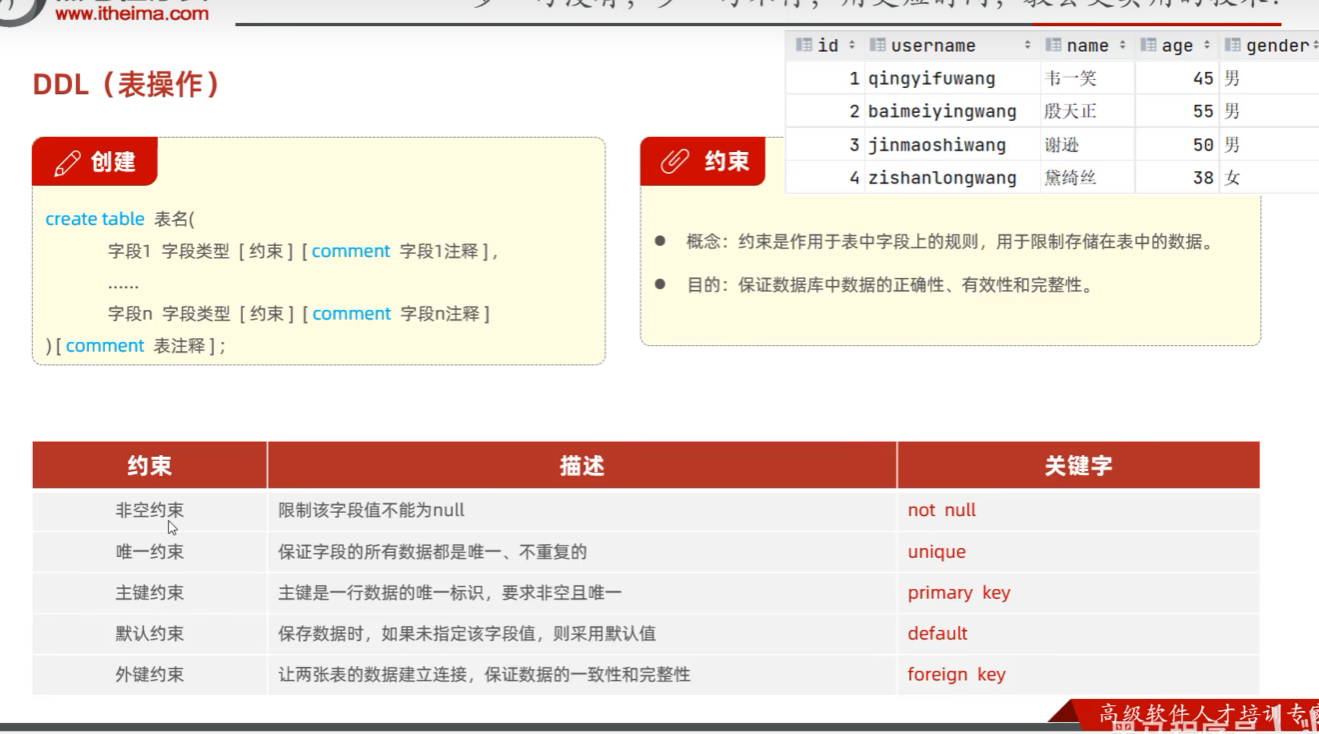 www.itheima.com
DDL（表操作）
id username name age gender
1 qingyifuwang 韦一笑 45 男
2 baimeiyingwang 殷天正 55 男
3 jinmaoshiwang 谢逊 50 男
4 zishanlongwang 黛绮丝 38 女
创建
create table 表名(
字段1 字段类型 [ 约束 ] [ comment 字段1注释 ] ,
......
字段n 字段类型 [ 约束 ] [ comment 字段n注释 ]
) [ comment 表注释 ] ;
约束
● 概念：约束是作用于表中字段上的规则，用于限制存储在表中的数据。
● 目的：保证数据库中数据的正确性、有效性和完整性。
约束 描述 关键字
非空约束 限制该字段值不能为null not null
唯一约束 保证字段的所有数据都是唯一、不重复的 unique
主键约束 主键是一行数据的唯一标识，要求非空且唯一 primary key
默认约束 保存数据时，如果未指定该字段值，则采用默认值 default
外键约束 让两张表的数据建立连接，保证数据的一致性和完整性 foreign key
高级软件人才培训专家